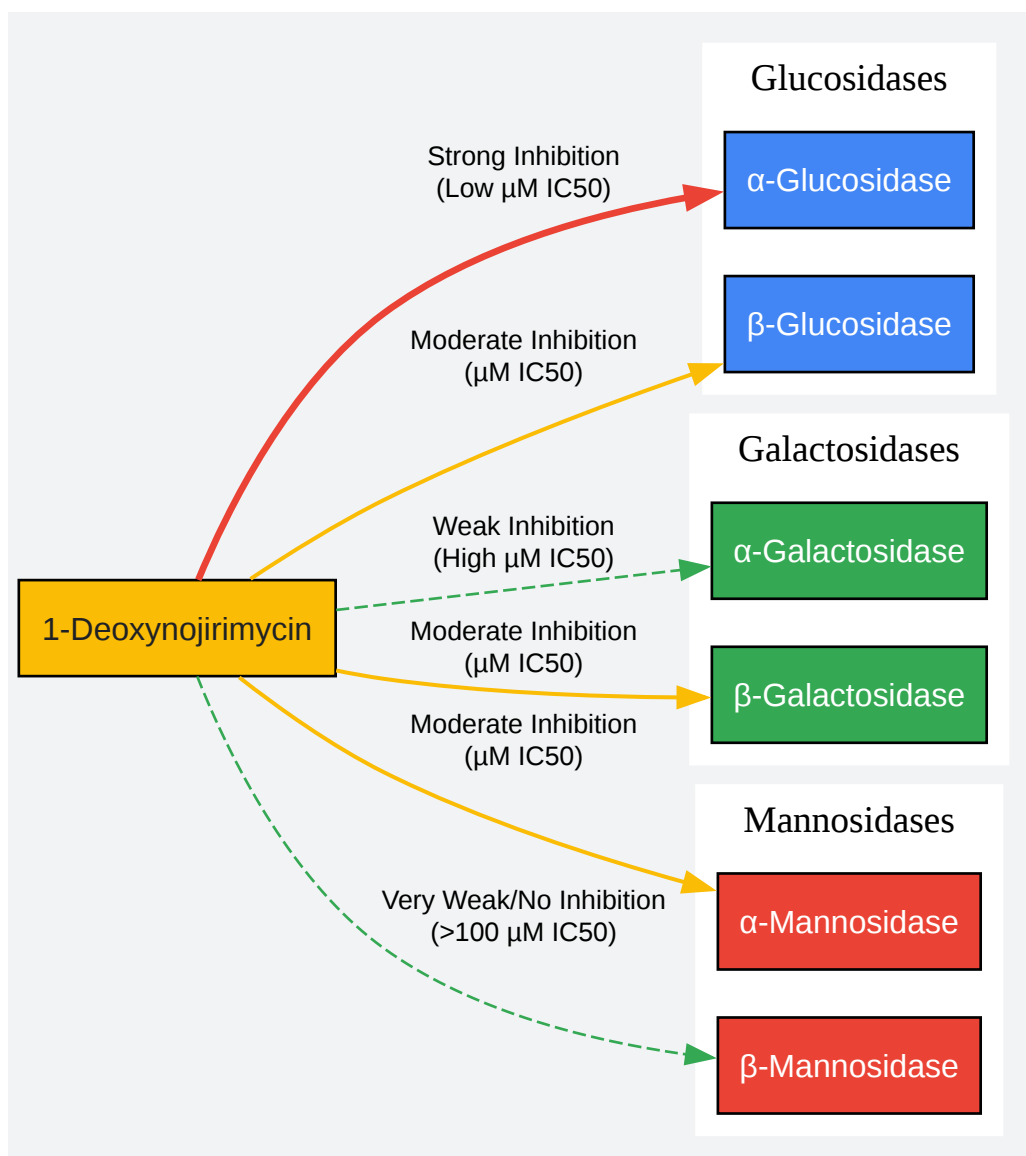 Glucosidases
Strong Inhibition
(Low µM IC50)
α-Glucosidase
β-Glucosidase
Moderate Inhibition
(µM IC50)
Galactosidases
Weak Inhibition
(High µM IC50)
α-Galactosidase
1-Deoxynojirimycin
Moderate Inhibition
(µM IC50)
β-Galactosidase
Moderate Inhibition
(µM IC50)
Mannosidases
Very Weak/No Inhibition
(>100 µM IC50)
α-Mannosidase
β-Mannosidase